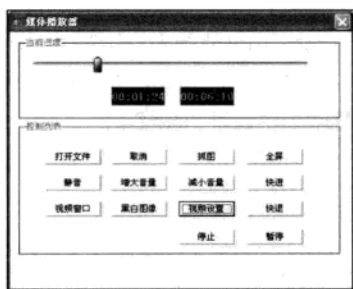 媒体播放器
当前进度
00:01:24 00:06:10
控制列表
打开文件 取消 抓图 全屏
静音 增大音量 减小音量 快进
视频窗口 黑白图像 视频设置 快退
停止 暂停